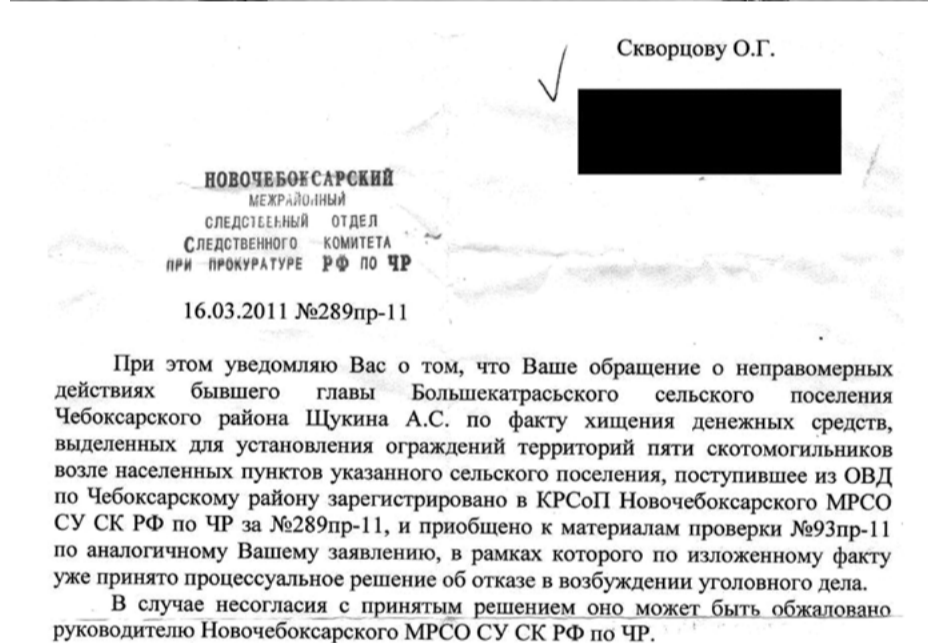 Скворцову О.Г.
НОВОЧЕБОКСАРСКИЙ
МЕЖРАЙОННЫЙ
СЛЕДСТВЕННЫЙ ОТДЕЛ
СЛЕДСТВЕННОГО КОМИТЕТА
ПРИ ПРОКУРАТУРЕ РФ ПО ЧР
16.03.2011 №289пр-11
При этом уведомляю Вас о том, что Ваше обращение о неправомерных
действиях бывшего главы Большекатрасьского сельского поселения
Чебоксарского района Щукина А.С. по факту хищения денежных средств,
выделенных для установления ограждений территорий пяти скотомогильников
возле населенных пунктов указанного сельского поселения, поступившее из ОВД
по Чебоксарскому району зарегистрировано в КРСоП Новочебоксарского МРСО
СУ СК РФ по ЧР за №289пр-11, и приобщено к материалам проверки №93пр-11
по аналогичному Вашему заявлению, в рамках которого по изложенному факту
уже принято процессуальное решение об отказе в возбуждении уголовного дела.
В случае несогласия с принятым решением оно может быть обжаловано
руководителю Новочебоксарского МРСО СУ СК РФ по ЧР.